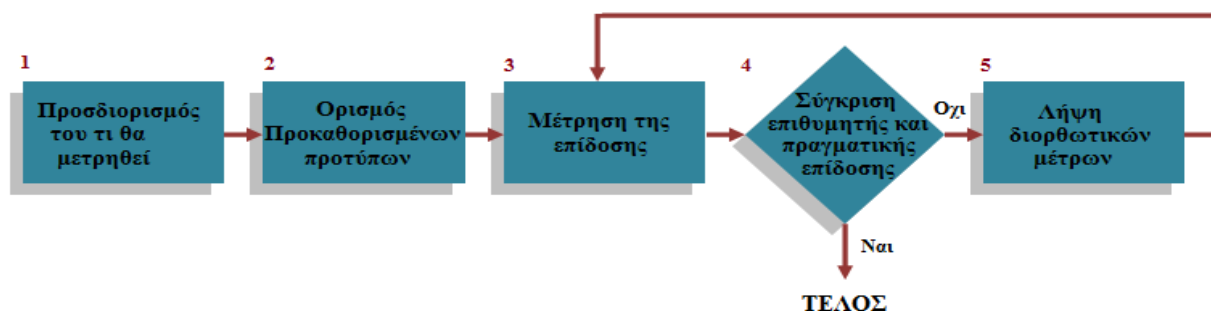 1
Προσδιορισμός
του τι θα
μετρηθεί
2
Ορισμός
Προκαθορισμένων
προτύπων
3
Μέτρηση της
επίδοσης
4
Σύγκριση
επιθυμητής και
πραγματικής
επίδοσης
Οχι
Ναι
ΤΕΛΟΣ
5
Λήψη
διορθωτικών
μέτρων